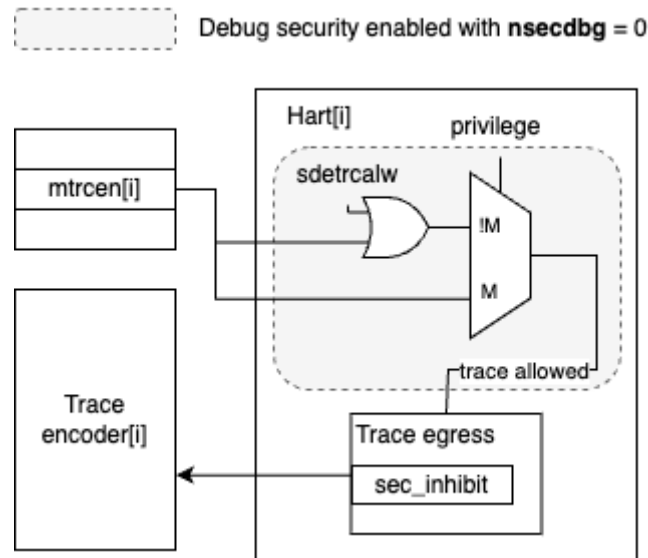 Debug security enabled with nsecdbg = 0
Hart[i]
privilege
mtrcen[i]
sdetrcalw
!M
M
trace allowed
Trace
encoder[i]
Trace egress
sec_inhibit